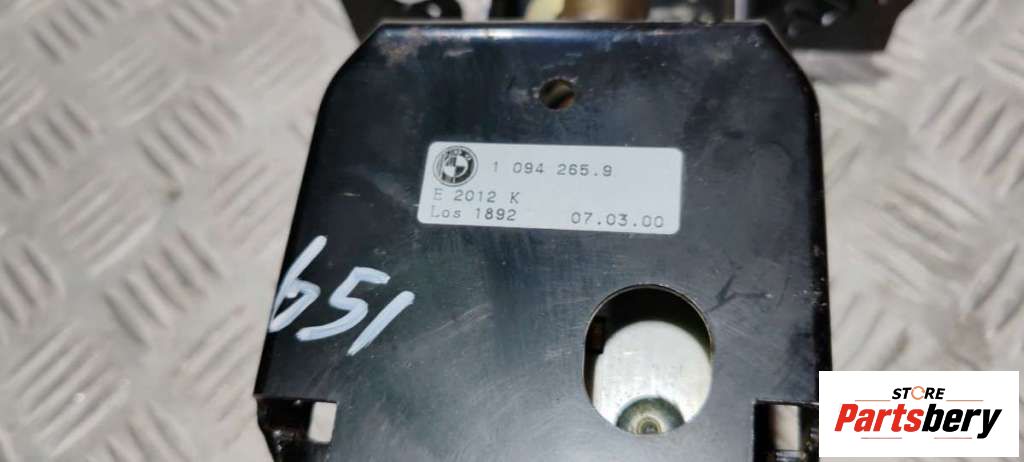 1 094 265.9
E 2012 K
Los 1892 07.03.00
651
STORE
Partsbery